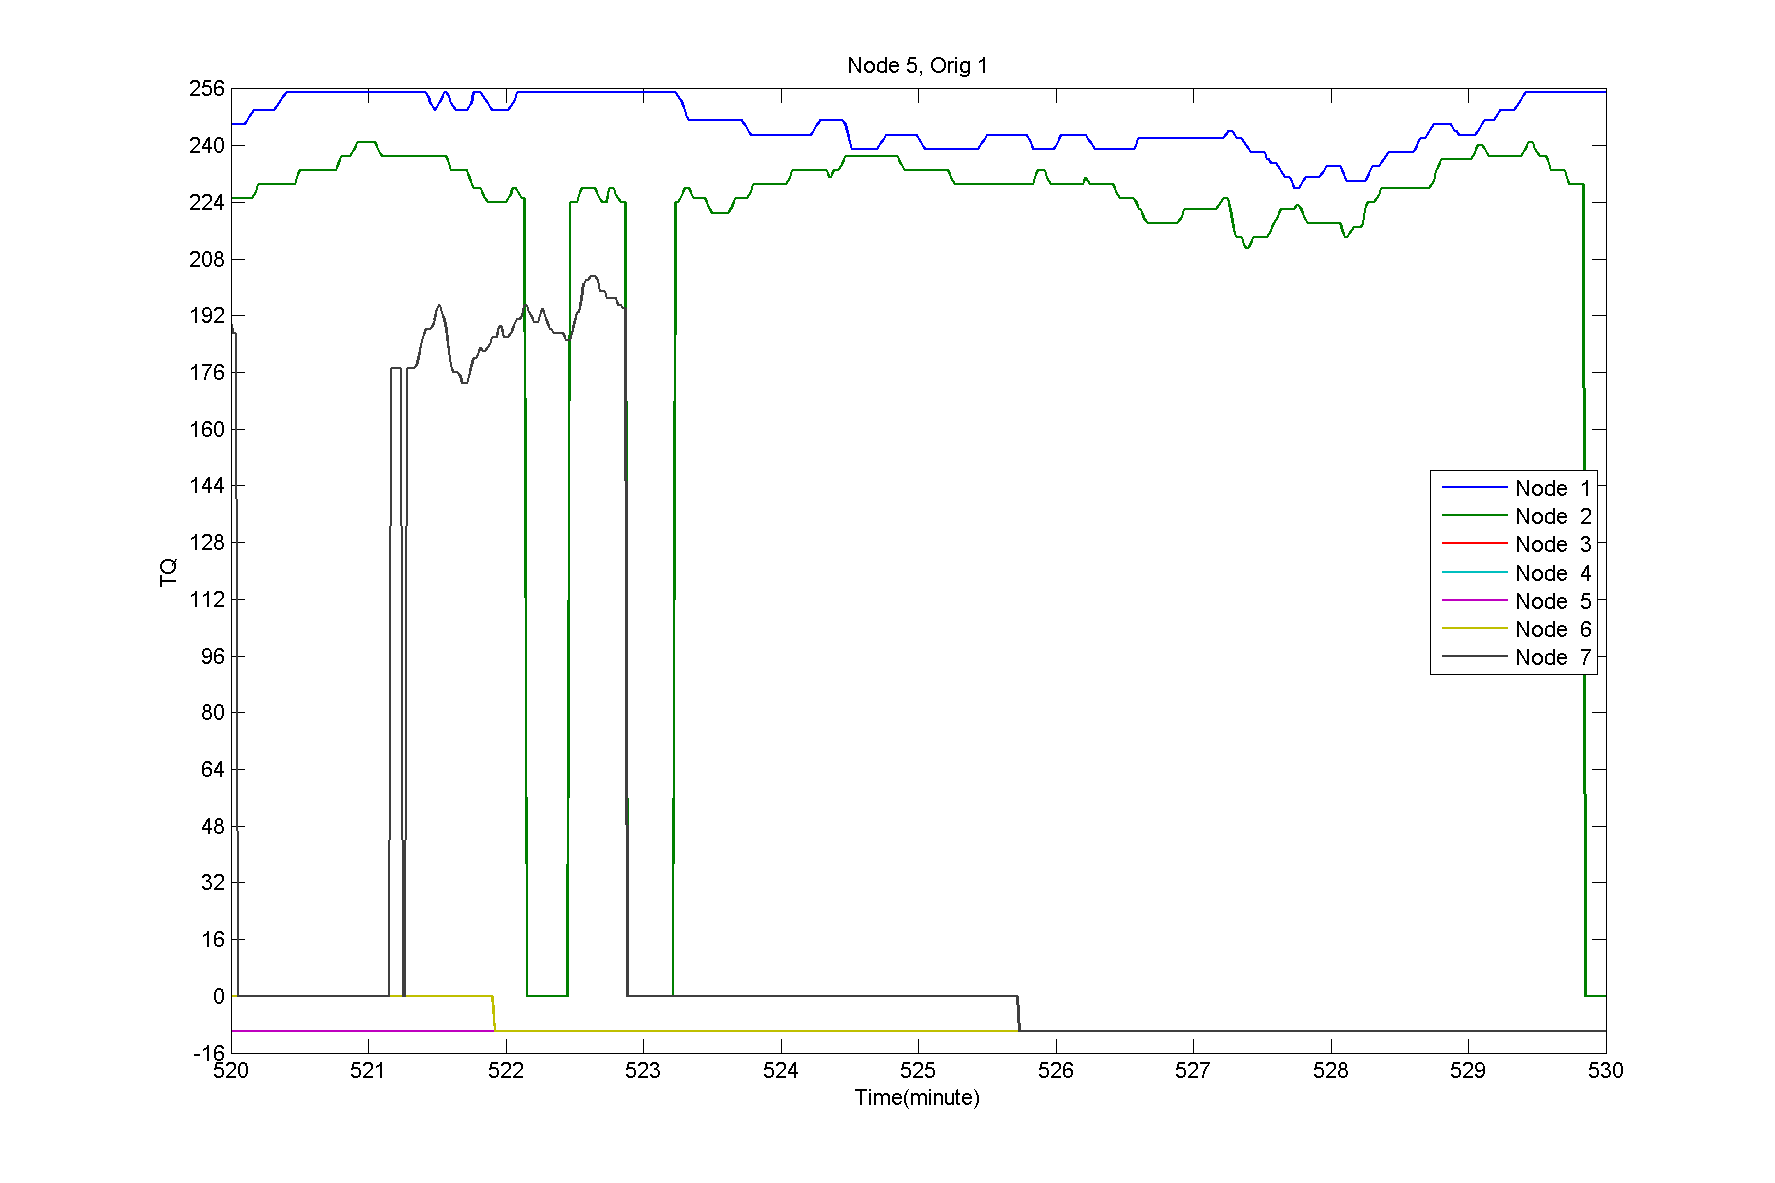 Node 5, Orig 1
256
240
224
208
192
176
160
144
128
112
96
80
64
48
32
16
0
-16
TQ
Node 1
Node 2
Node 3
Node 4
Node 5
Node 6
Node 7
520 521 522 523 524 525 526 527 528 529 530
Time(minute)